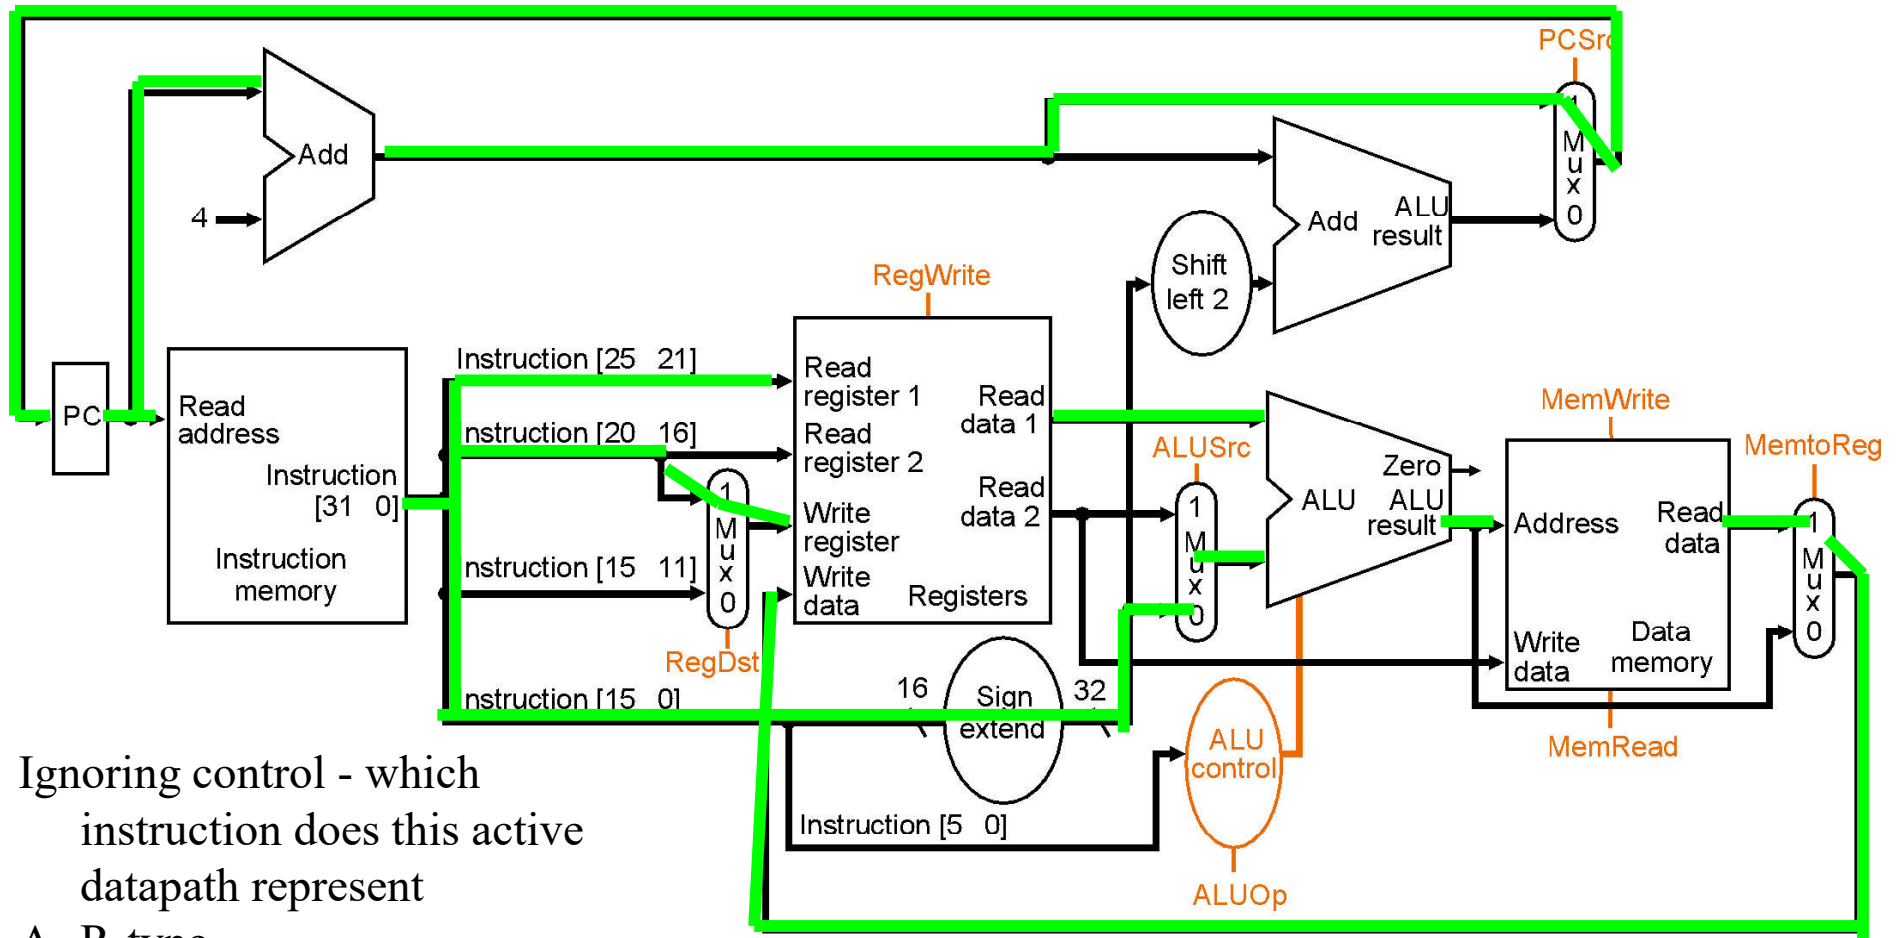 PCSrc
1
Mux
0
Add
4
Add
ALU
result
Shift
left 2
RegWrite
PC
Read
address
Instruction
[31 0]
Instruction
memory
Instruction [25 21]
nstruction [20 16]
nstruction [15 11]
nstruction [15 0]
1
Mux
0
RegDst
Read
register 1
Read
register 2
Write
register
Write
data
Read
data 1
Read
data 2
Registers
16
Sign
extend
32
Instruction [5 0]
ALUSrc
1
Mux
0
ALU
Zero
ALU
result
ALU
control
ALUOp
MemWrite
Address
Read
data
Write
data
Data
memory
MemRead
MemtoReg
1
Mux
0
Ignoring control - which
instruction does this active
datapath represent